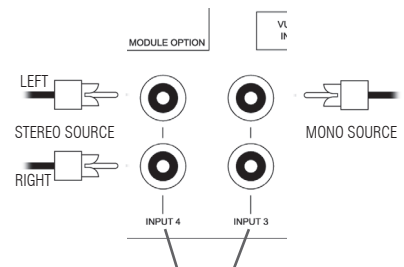 MODULE OPTION
LEFT
STEREO SOURCE
MONO SOURCE
RIGHT
INPUT 4
INPUT 3